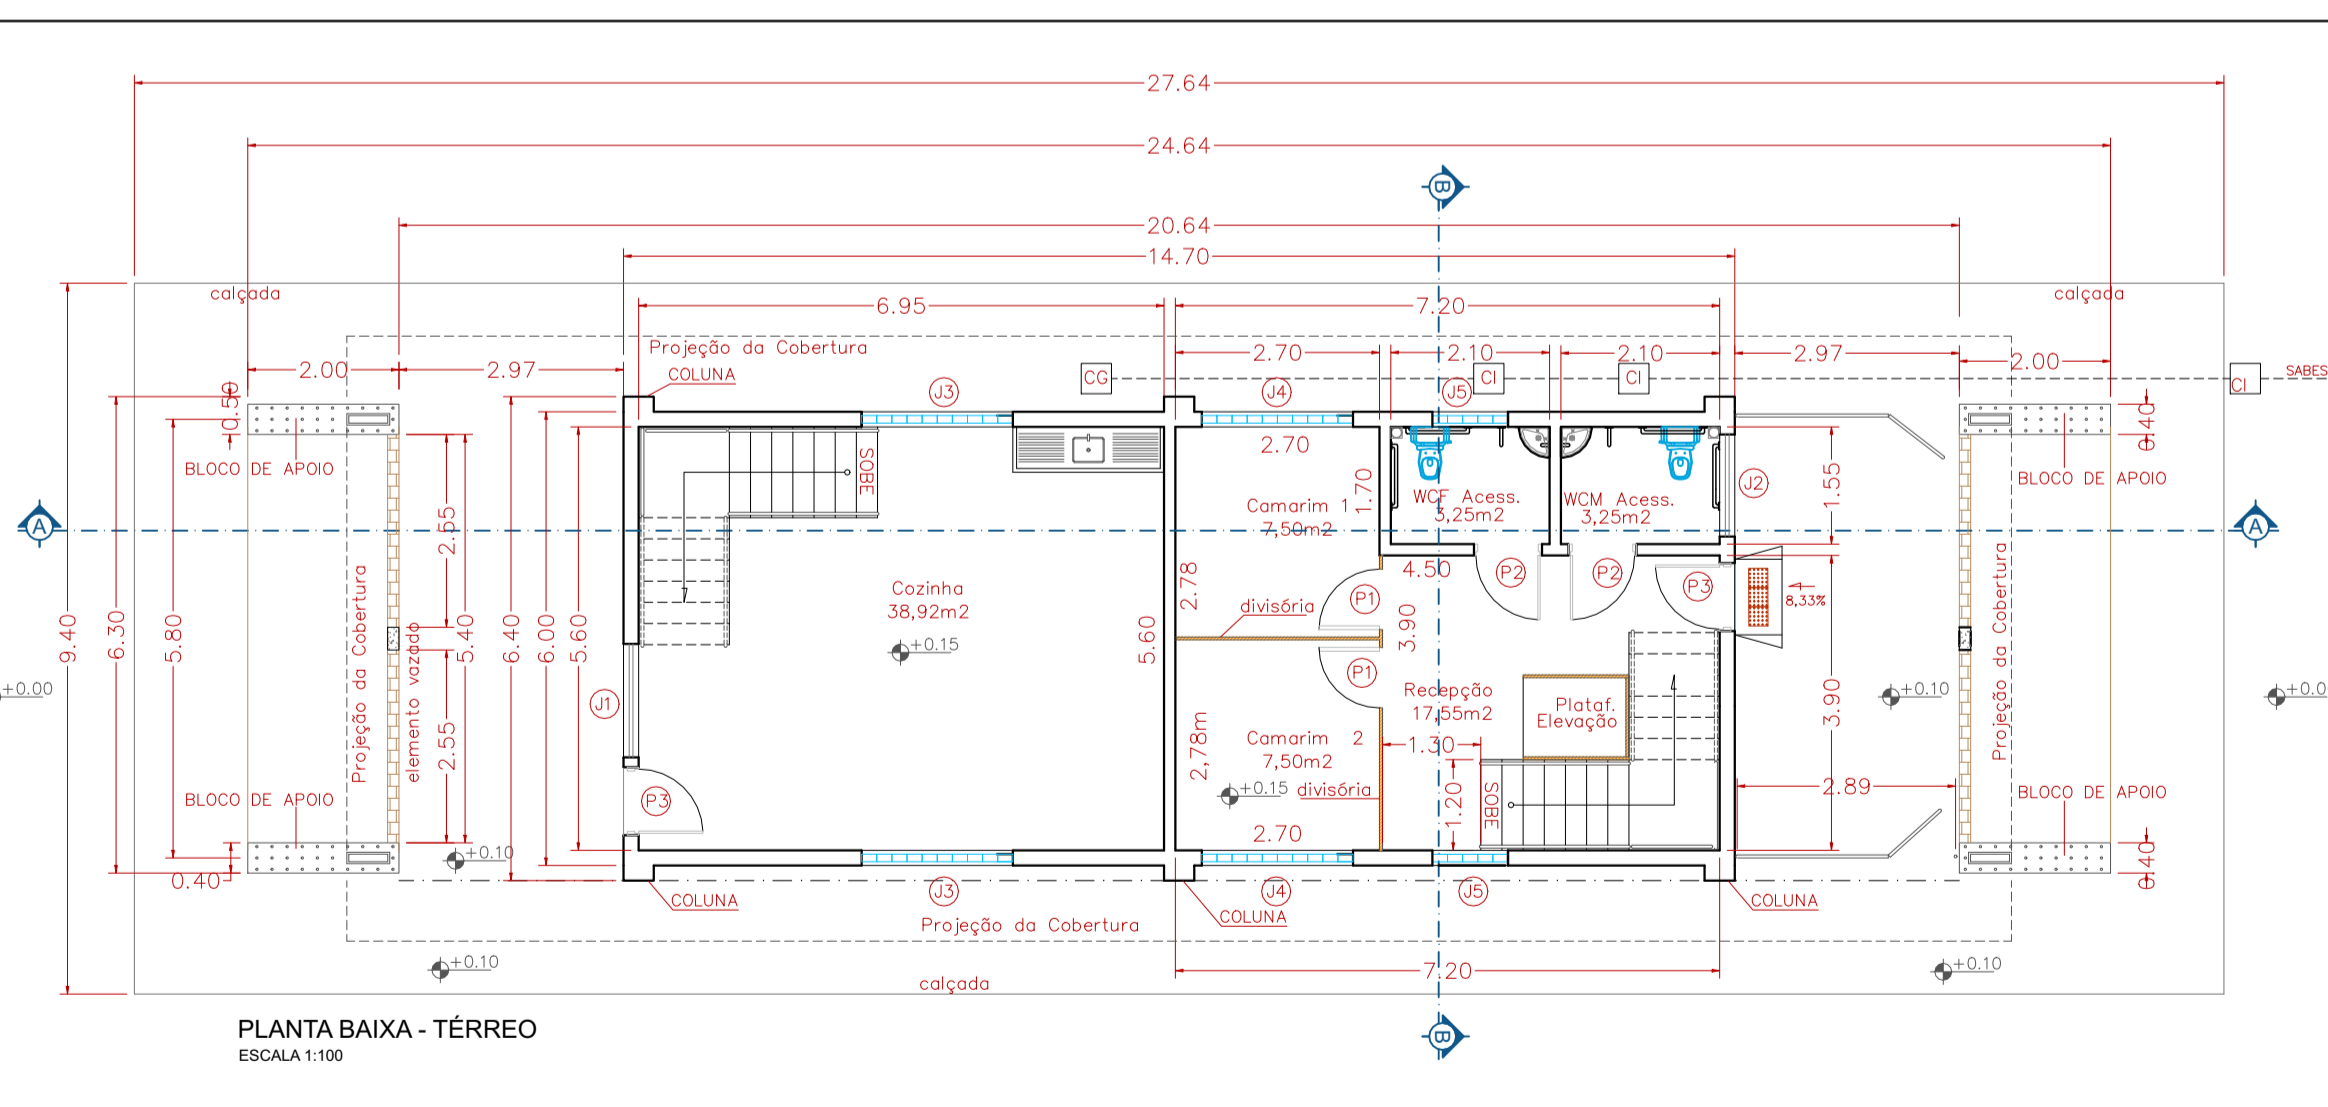 27.64
24.64
B
20.64
14.70
calçada
calçada
6.95
7.20
Projeção da Cobertura
2.70
2.10
2.10
2.97
2.00
2.97
COLUNA
CG
CI
CI
2.00
CI
SABES
0.50
J3
J4
J5
0.40
BLOCO DE APOIO
SOBE
2.70
1.70
WCF Acess.
3,25m2
WCM Acess.
3,25m2
J2
1.55
BLOCO DE APOIO
A
2.55
Camarim 1
7,50m2
A
Cozinha
38,92m2
2.78
4.50
P2
P2
P3
8,33%
divisória
P1
3.90
9.40
6.30
5.80
5.40
6.40
6.00
5.60
+0.15
5.60
Projeção da Cobertura
elemento vazado
Projeção da Cobertura
P1
+0.00
J1
Recepção
17,55m2
Plataf.
Elevação
3.90
+0.10
+0.0
2.55
2,78m
Camarim 2
7,50m2
1.30
BLOCO DE APOIO
P3
+0.15
divisória
1.20
SOBE
2.89
BLOCO DE APOIO
2.70
+0.10
0.40
J3
J4
J5
0.40
COLUNA
COLUNA
COLUNA
Projeção da Cobertura
+0.10
7.20
+0.10
calçada
PLANTA BAIXA - TÉRREO
ESCALA 1:100
B